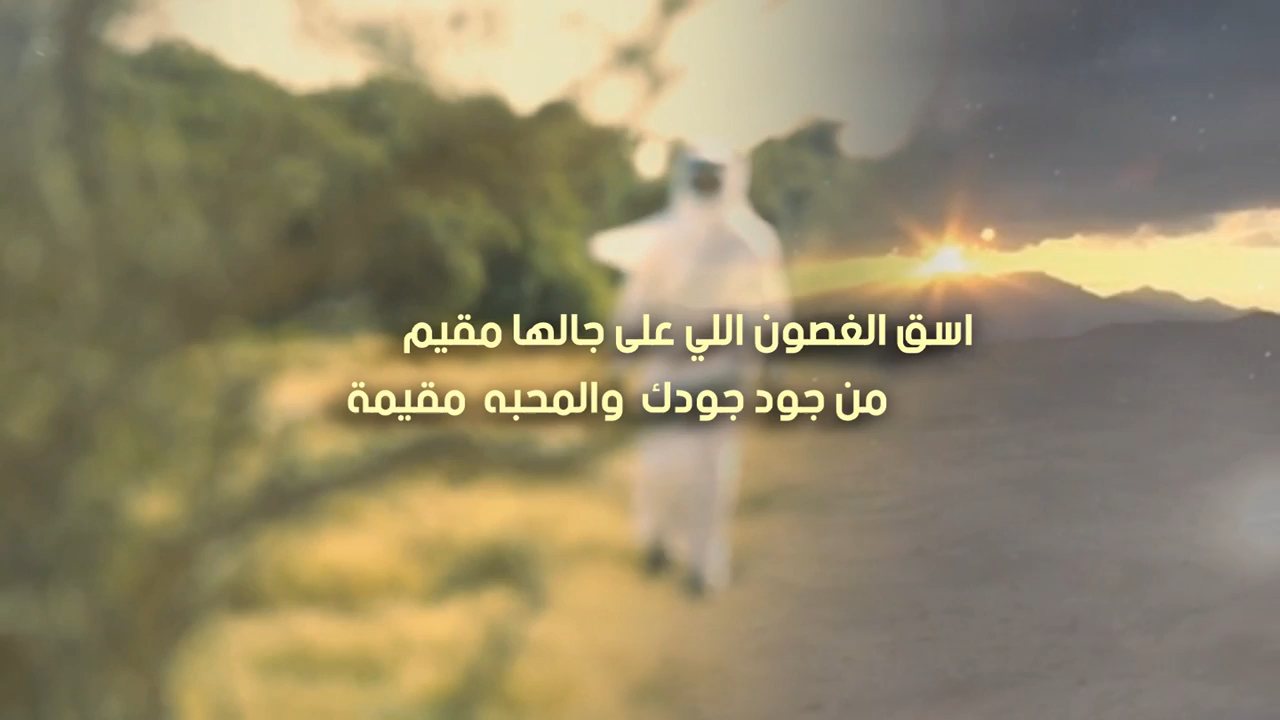 اسق الغصون اللي على جالها مقيم
من جود جودك والمحبه مقيمة